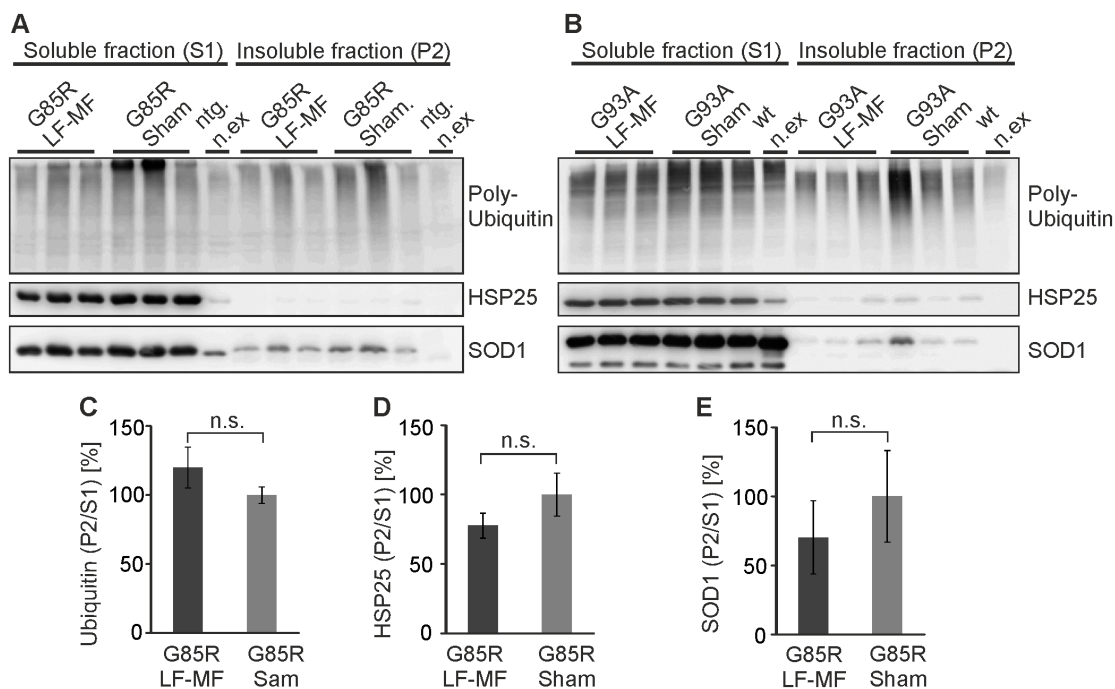 A
Soluble fraction (S1) Insoluble fraction (P2)
G85R LF-MF
G85R Sham
ntg. n.ex
G85R LF-MF
G85R Sham.
ntg. n.ex
Poly-
Ubiquitin
HSP25
SOD1
B
Soluble fraction (S1) Insoluble fraction (P2)
G93A LF-MF
G93A Sham
wt n.ex
G93A LF-MF
G93A Sham
wt n.ex
Poly-
Ubiquitin
HSP25
SOD1
C
Ubiquitin (P2/S1) [%]
150
100
50
0
n.s.
G85R G85R
LF-MF Sam
D
HSP25 (P2/S1) [%]
150
100
50
0
n.s.
G85R G85R
LF-MF Sham
E
SOD1 (P2/S1) [%]
150
100
50
0
n.s.
G85R G85R
LF-MF Sham